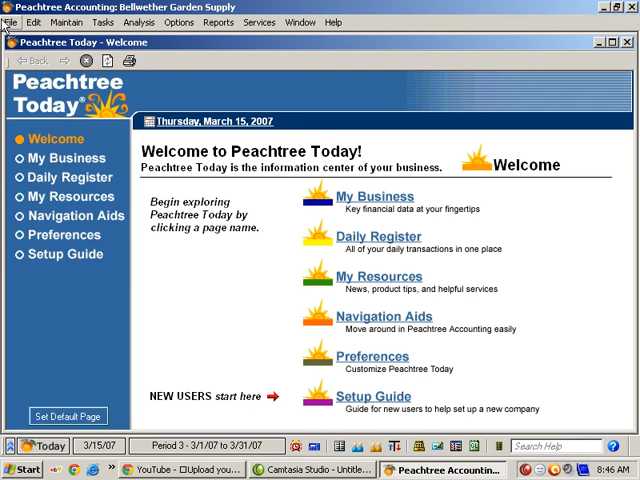 Peachtree Accounting: Bellwether Garden Supply
File Edit Maintain Tasks Analysis Options Reports Services Window Help
Peachtree Today - Welcome
Back
Peachtree
Today®
Thursday, March 15, 2007
Welcome
My Business
Daily Register
My Resources
Navigation Aids
Preferences
Setup Guide
Set Default Page
Welcome to Peachtree Today!
Peachtree Today is the information center of your business.
Welcome
Begin exploring
Peachtree Today by
clicking a page name.
My Business
Key financial data at your fingertips
Daily Register
All of your daily transactions in one place
My Resources
News, product tips, and helpful services
Navigation Aids
Move around in Peachtree Accounting easily
Preferences
Customize Peachtree Today
NEW USERS start here
Setup Guide
Guide for new users to help set up a new company
Today 3/15/07 Period 3 - 3/1/07 to 3/31/07 Search Help
Start YouTube - Upload you... Camtasia Studio - Untitle... Peachtree Accountin... 8:46 AM